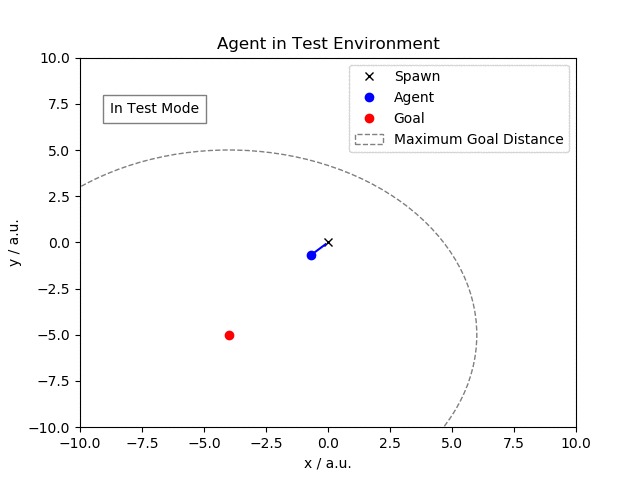 Agent in Test Environment
10.0
7.5
5.0
2.5
0.0
−2.5
−5.0
−7.5
−10.0
y / a.u.
In Test Mode
Spawn
Agent
Goal
Maximum Goal Distance
−10.0 −7.5 −5.0 −2.5 0.0 2.5 5.0 7.5 10.0
x / a.u.